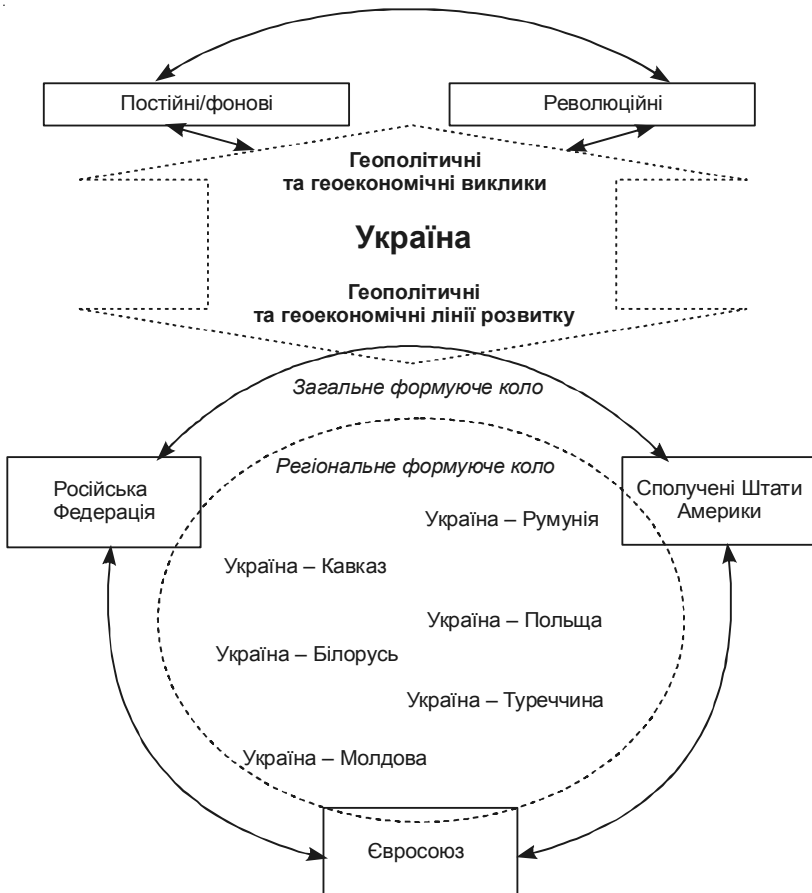 Постійні/фонові
Революційні
Геополітичні
та геоекономічні виклики
Україна
Геополітичні
та геоекономічні лінії розвитку
Загальне формуюче коло
Регіональне формуюче коло
Російська
Федерація
Сполучені Штати
Америки
Україна – Румунія
Україна – Кавказ
Україна – Польща
Україна – Білорусь
Україна – Туреччина
Україна – Молдова
Євросоюз